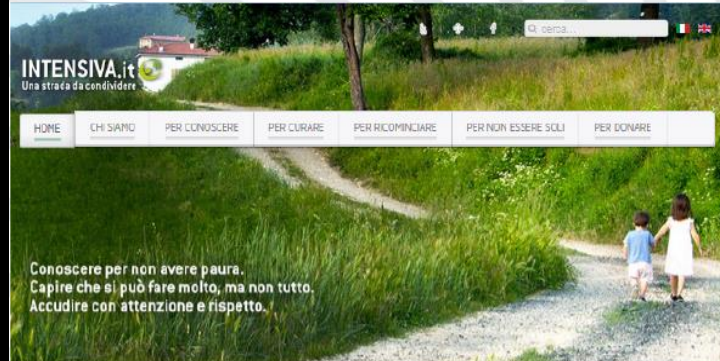 cerca...
INTENSIVA.it
Una strada da condividere
HOME CHI SIAMO PER CONOSCERE PER CURARE PER RICOMINCIARE PER NON ESSERE SOLI PER DONARE
Conoscere per non avere paura.
Capire che si può fare molto, ma non tutto.
Accudire con attenzione e rispetto.